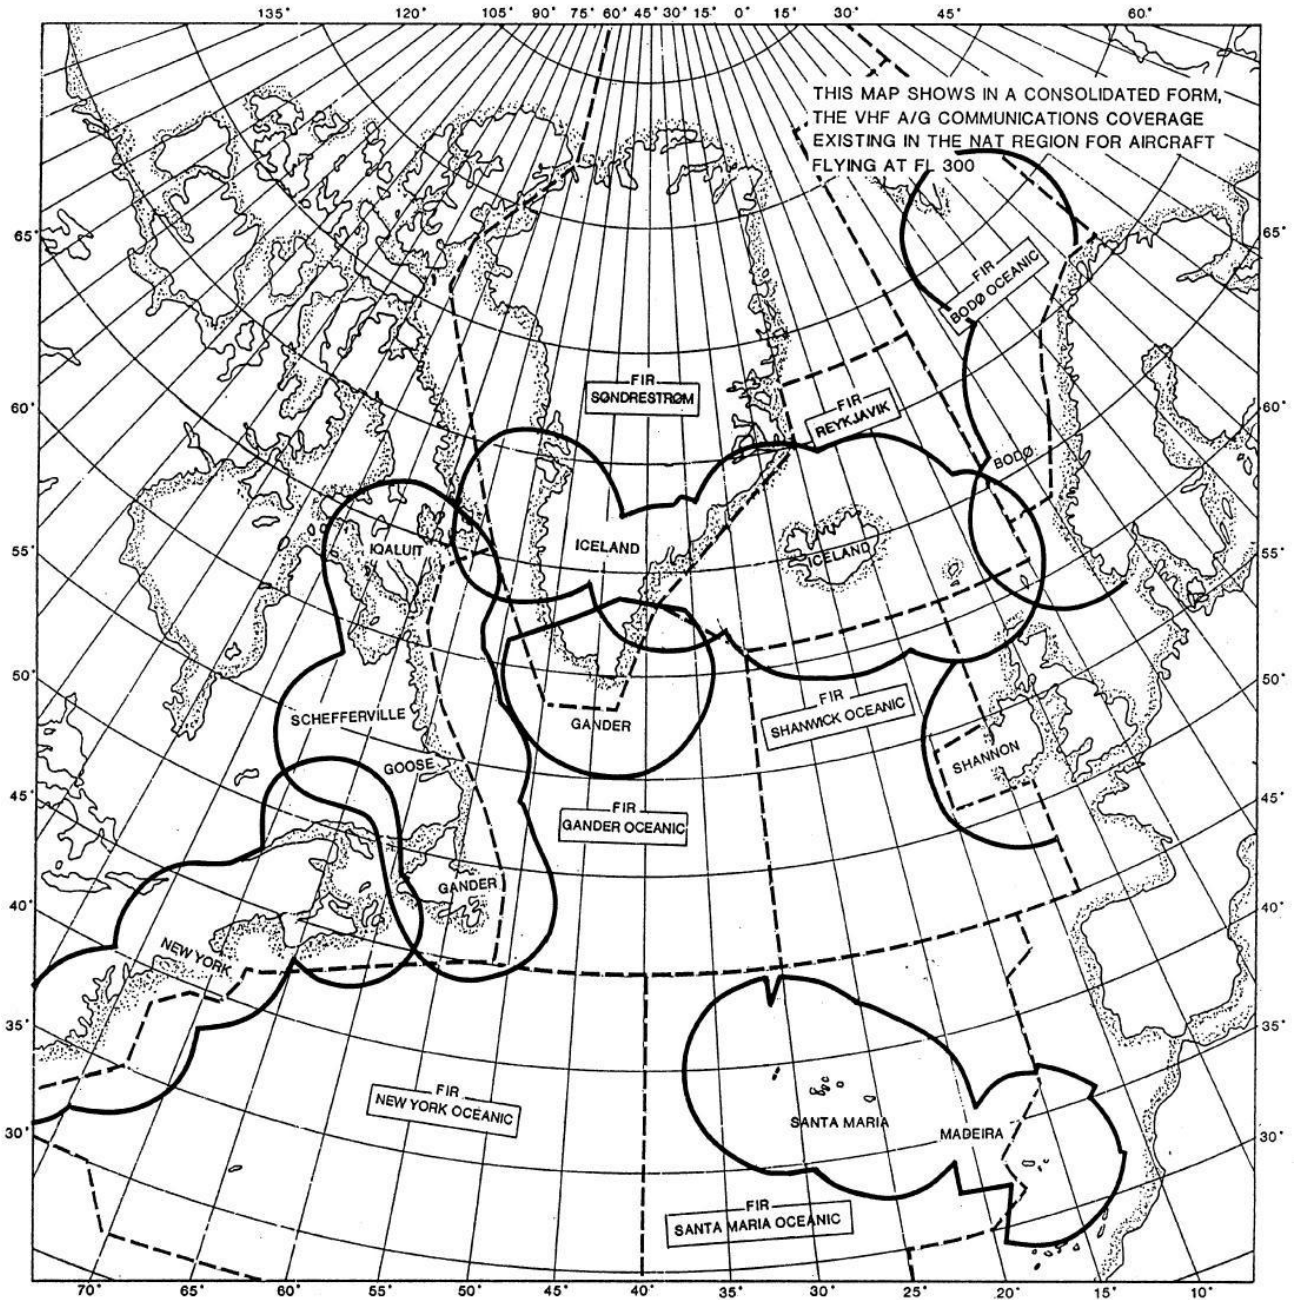 135° 120° 105° 90° 75° 60° 45° 30° 15° 0° 15° 30° 45° 60°
THIS MAP SHOWS IN A CONSOLIDATED FORM,
THE VHF A/G COMMUNICATIONS COVERAGE
EXISTING IN THE NAT REGION FOR AIRCRAFT
FLYING AT FL 300
65°
65°
FIR
BODØ OCEANIC
60°
60°
FIR
SØNDRESTRØM
FIR
REYKJAVIK
BODØ
55°
55°
IQALUIT
ICELAND
ICELAND
50°
50°
SCHEFFERVILLE
GANDER
FIR
SHANWICK OCEANIC
SHANNON
GOOSE
45°
45°
FIR
GANDER OCEANIC
GANDER
40°
40°
NEW YORK
35°
35°
FIR
NEW YORK OCEANIC
SANTA MARIA
MADEIRA
30°
30°
FIR
SANTA MARIA OCEANIC
70° 60° 55° 50° 45° 40° 35° 30° 25° 20° 10°